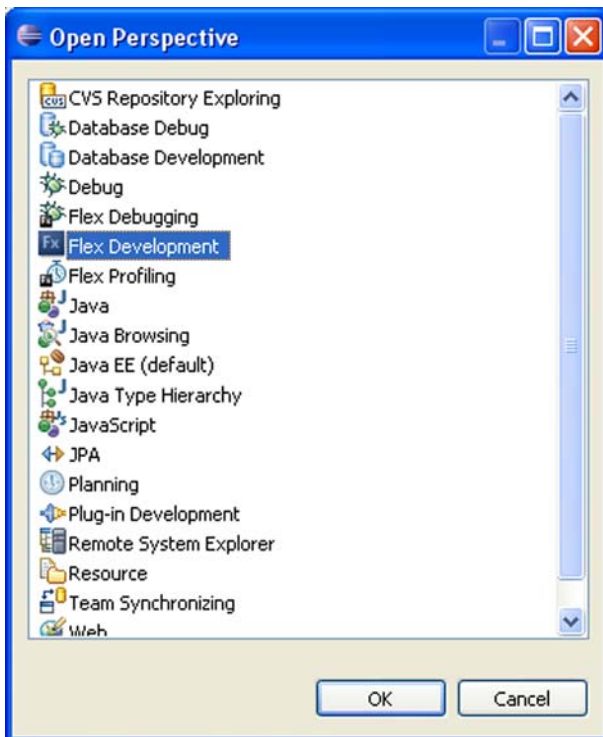 Open Perspective
CVS Repository Exploring
Database Debug
Database Development
Debug
Flex Debugging
Fx Flex Development
Flex Profiling
Java
Java Browsing
Java EE (default)
Java Type Hierarchy
JavaScript
JPA
Planning
Plug-in Development
Remote System Explorer
Resource
Team Synchronizing
Web
OK Cancel